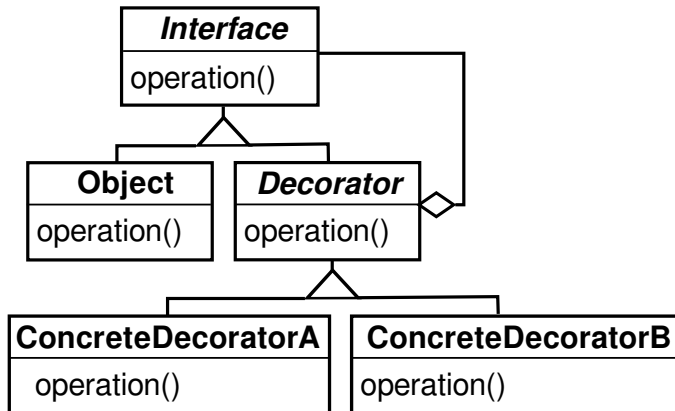 Interface
operation()
Object
operation()
Decorator
operation()
ConcreteDecoratorA
operation()
ConcreteDecoratorB
operation()